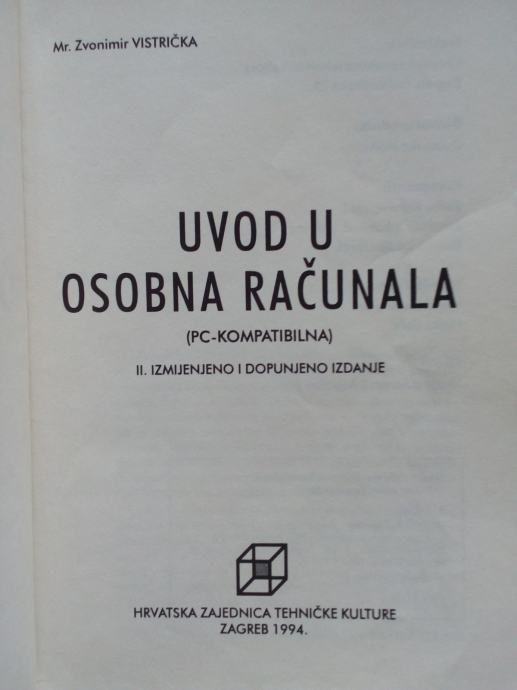 Mr. Zvonimir VISTRIČKA
UVOD U
OSOBNA RAČUNALA
(PC-KOMPATIBILNA)
II. IZMIJENJENO I DOPUNJENO IZDANJE
HRVATSKA ZAJEDNICA TEHNIČKE KULTURE
ZAGREB 1994.